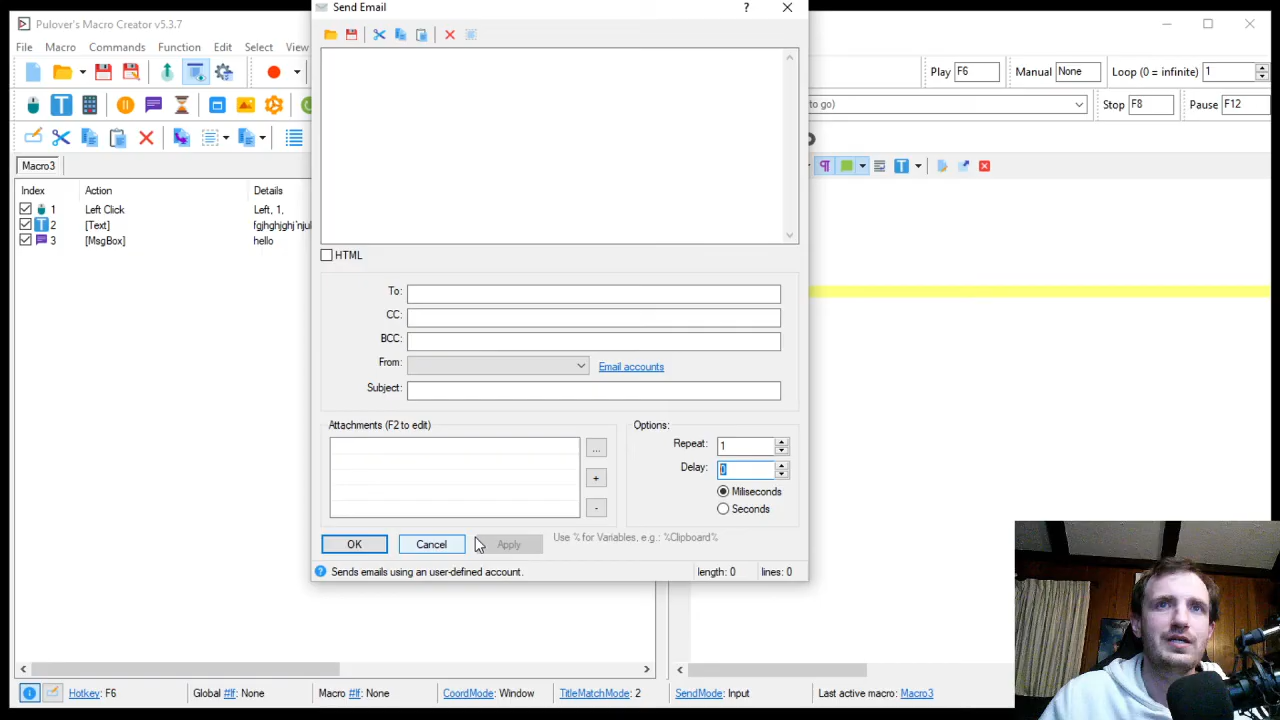 Pulover's Macro Creator v5.3.7
Send Email
?
File Macro Commands Function Edit Select View
Play F6
Manual None
Loop (0 = infinite) 1
to go)
Stop F8
Pause F12
Macro3
Index Action Details
1 Left Click Left, 1,
2 [Text]
3 [MsgBox] hello
HTML
To:
CC:
BCC:
From: Email accounts
Subject:
Attachments (F2 to edit)
...
+
-
Options:
Repeat: 1
Delay: 0
Miliseconds
Seconds
OK Cancel Apply
Use % for Variables, e.g.: %Clipboard%
Sends emails using an user-defined account.
length: 0 lines: 0
Hotkey: F6 Global #If: None Macro #If: None CoordMode: Window TitleMatchMode: 2 SendMode: Input Last active macro: Macro3